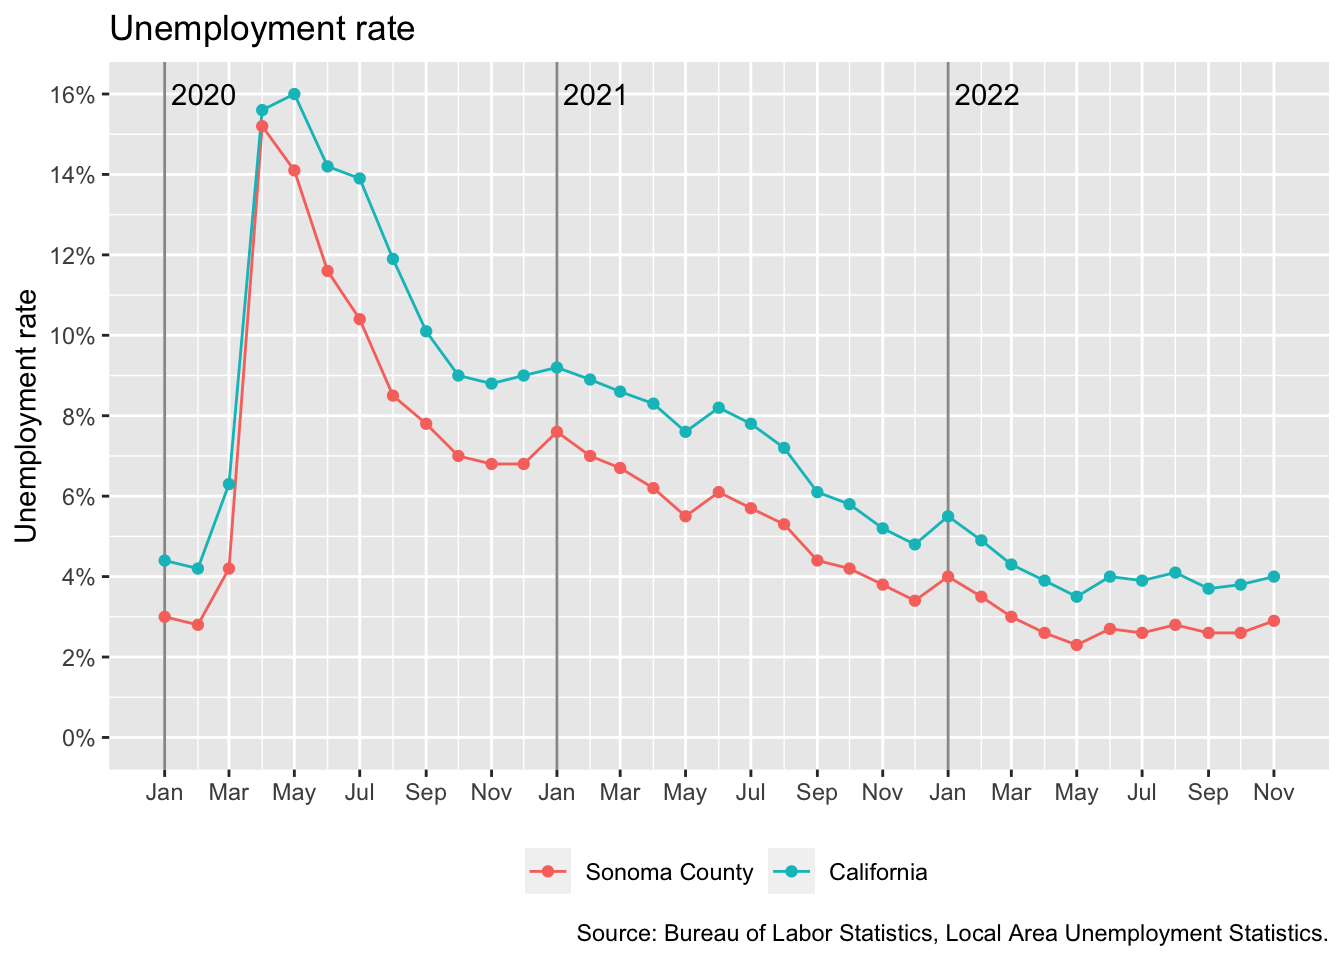 Unemployment rate
2020 2021 2022
16%
14%
12%
10%
8%
6%
4%
2%
0%
Unemployment rate
Jan Mar May Jul Sep Nov Jan Mar May Jul Sep Nov Jan Mar May Jul Sep Nov
Sonoma County California
Source: Bureau of Labor Statistics, Local Area Unemployment Statistics.